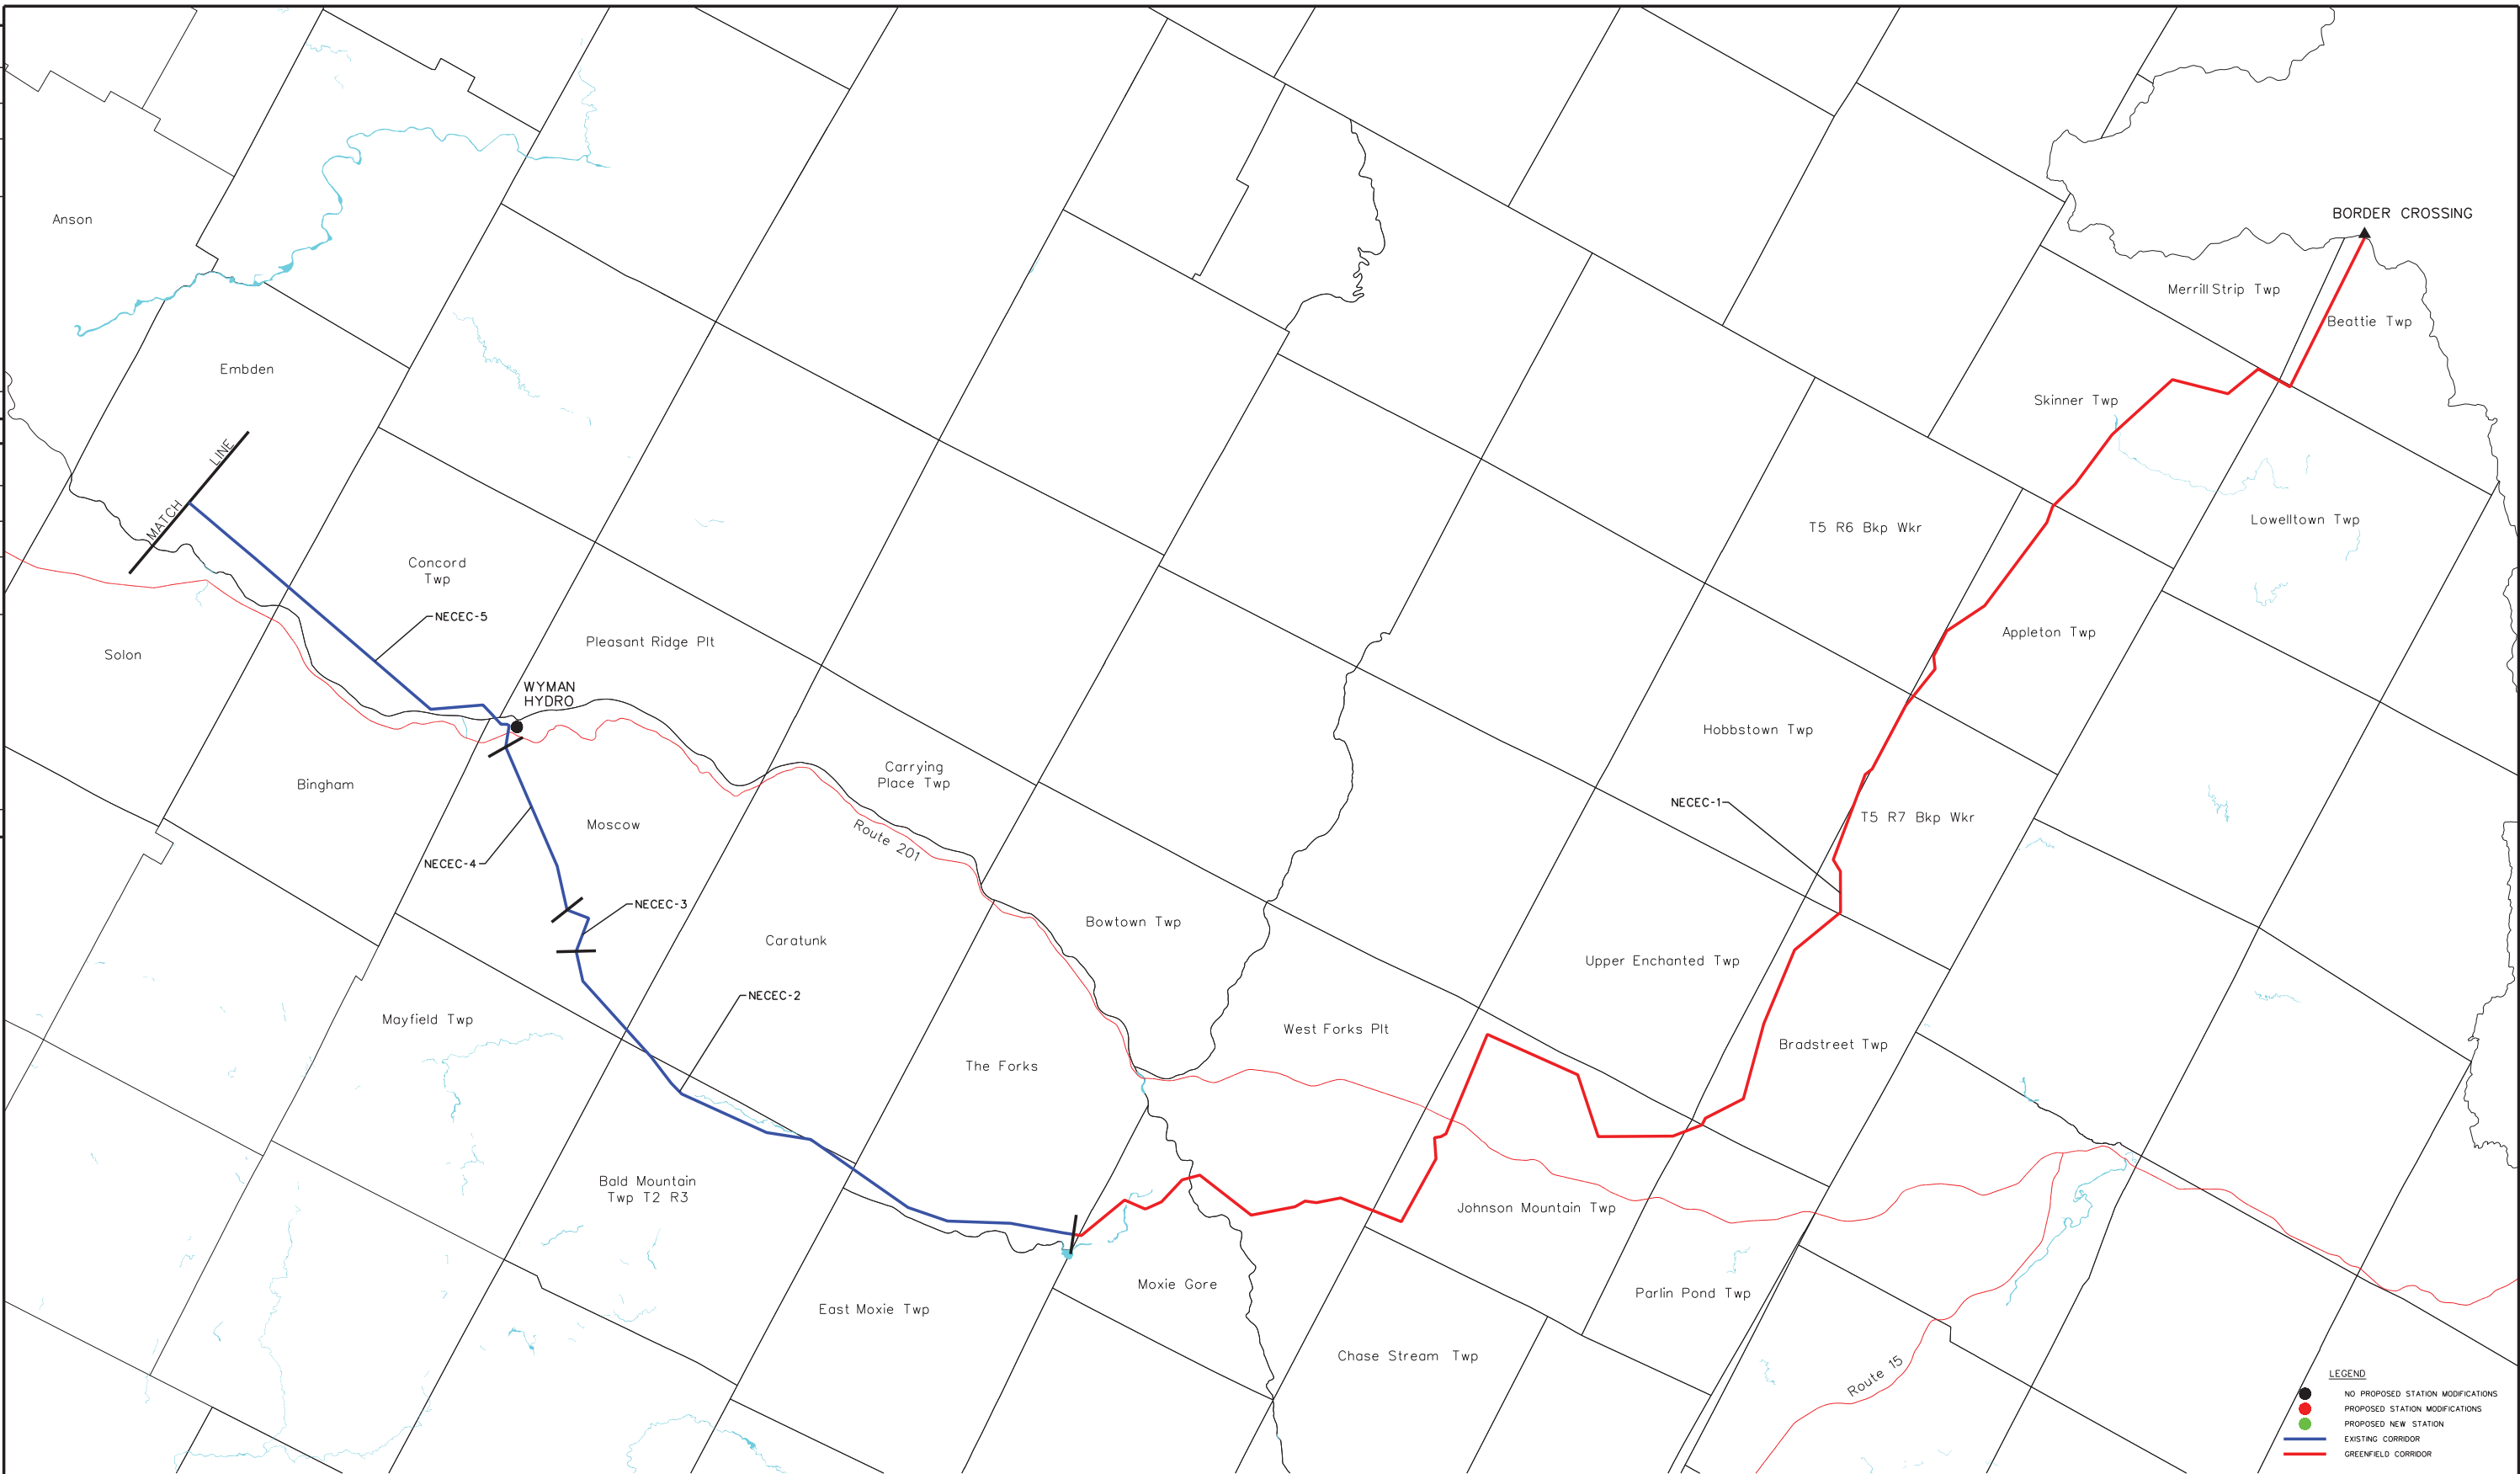 BORDER CROSSING
Anson
Merrill Strip Twp
Beattie Twp
Embden
Skinner Twp
LINE
MATCH
T5 R6 Bkp Wkr
Lowelltown Twp
Concord
Twp
NECEC-5
Pleasant Ridge Plt
Appleton Twp
Solon
WYMAN
HYDRO
Hobbstown Twp
Carrying
Place Twp
Bingham
NECEC-1
T5 R7 Bkp Wkr
Moscow
Route 201
NECEC-4
NECEC-3
Bowtown Twp
Caratunk
Upper Enchanted Twp
NECEC-2
Mayfield Twp
West Forks Plt
Bradstreet Twp
The Forks
Bald Mountain
Twp T2 R3
Johnson Mountain Twp
Moxie Gore
Parlin Pond Twp
East Moxie Twp
Chase Stream Twp
Route 15
LEGEND
NO PROPOSED STATION MODIFICATIONS
PROPOSED STATION MODIFICATIONS
PROPOSED NEW STATION
EXISTING CORRIDOR
GREENFIELD CORRIDOR